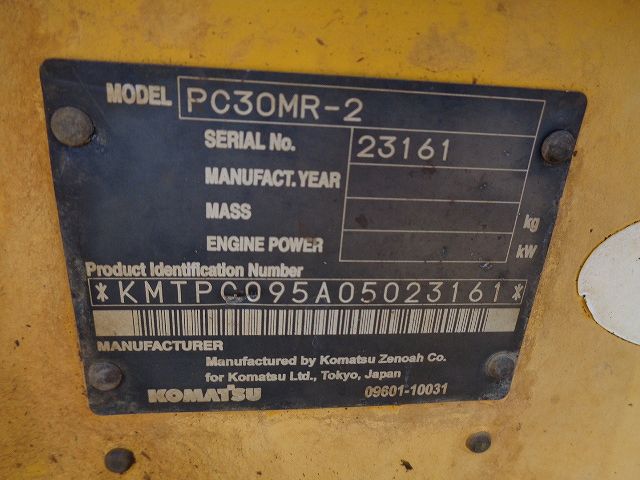 MODEL PC30MR-2
SERIAL No. 23161
MANUFACT.YEAR
MASS kg
ENGINE POWER kW
Product Identification Number
*KMTPC095A05023161*
MANUFACTURER
Manufactured by Komatsu Zenoah Co.
for Komatsu Ltd., Tokyo, Japan
KOMATSU 09601-10031